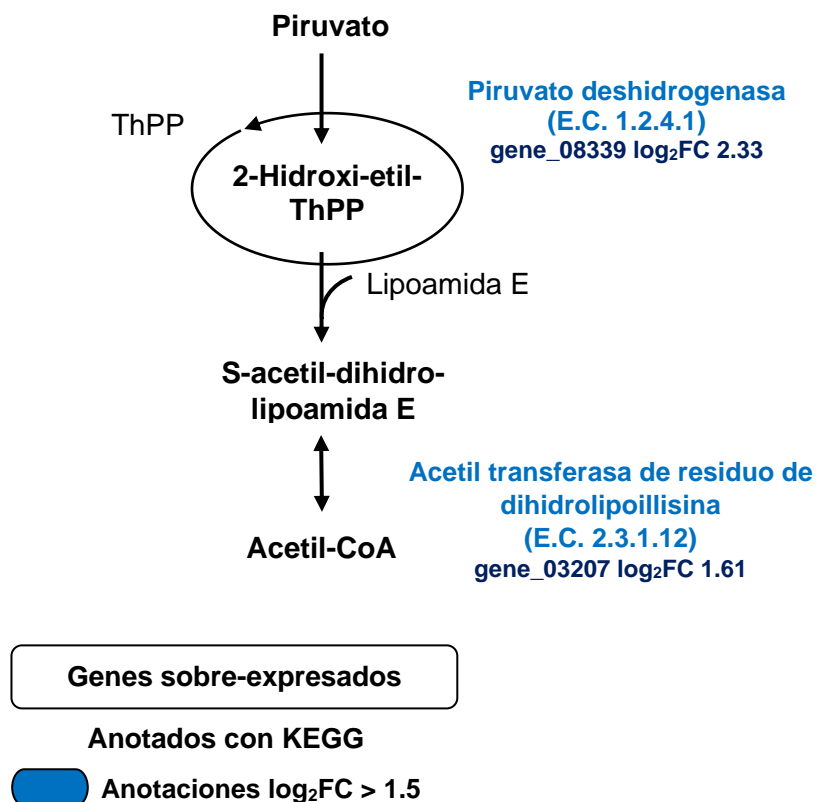 Piruvato
ThPP
Piruvato deshidrogenasa
(E.C. 1.2.4.1)
gene_08339 log₂FC 2.33
2-Hidroxi-etil-
ThPP
Lipoamida E
S-acetil-dihidro-
lipoamida E
Acetil transferasa de residuo de
dihidrolipoillisina
(E.C. 2.3.1.12)
gene_03207 log₂FC 1.61
Acetil-CoA
Genes sobre-expresados
Anotados con KEGG
Anotaciones log₂FC > 1.5